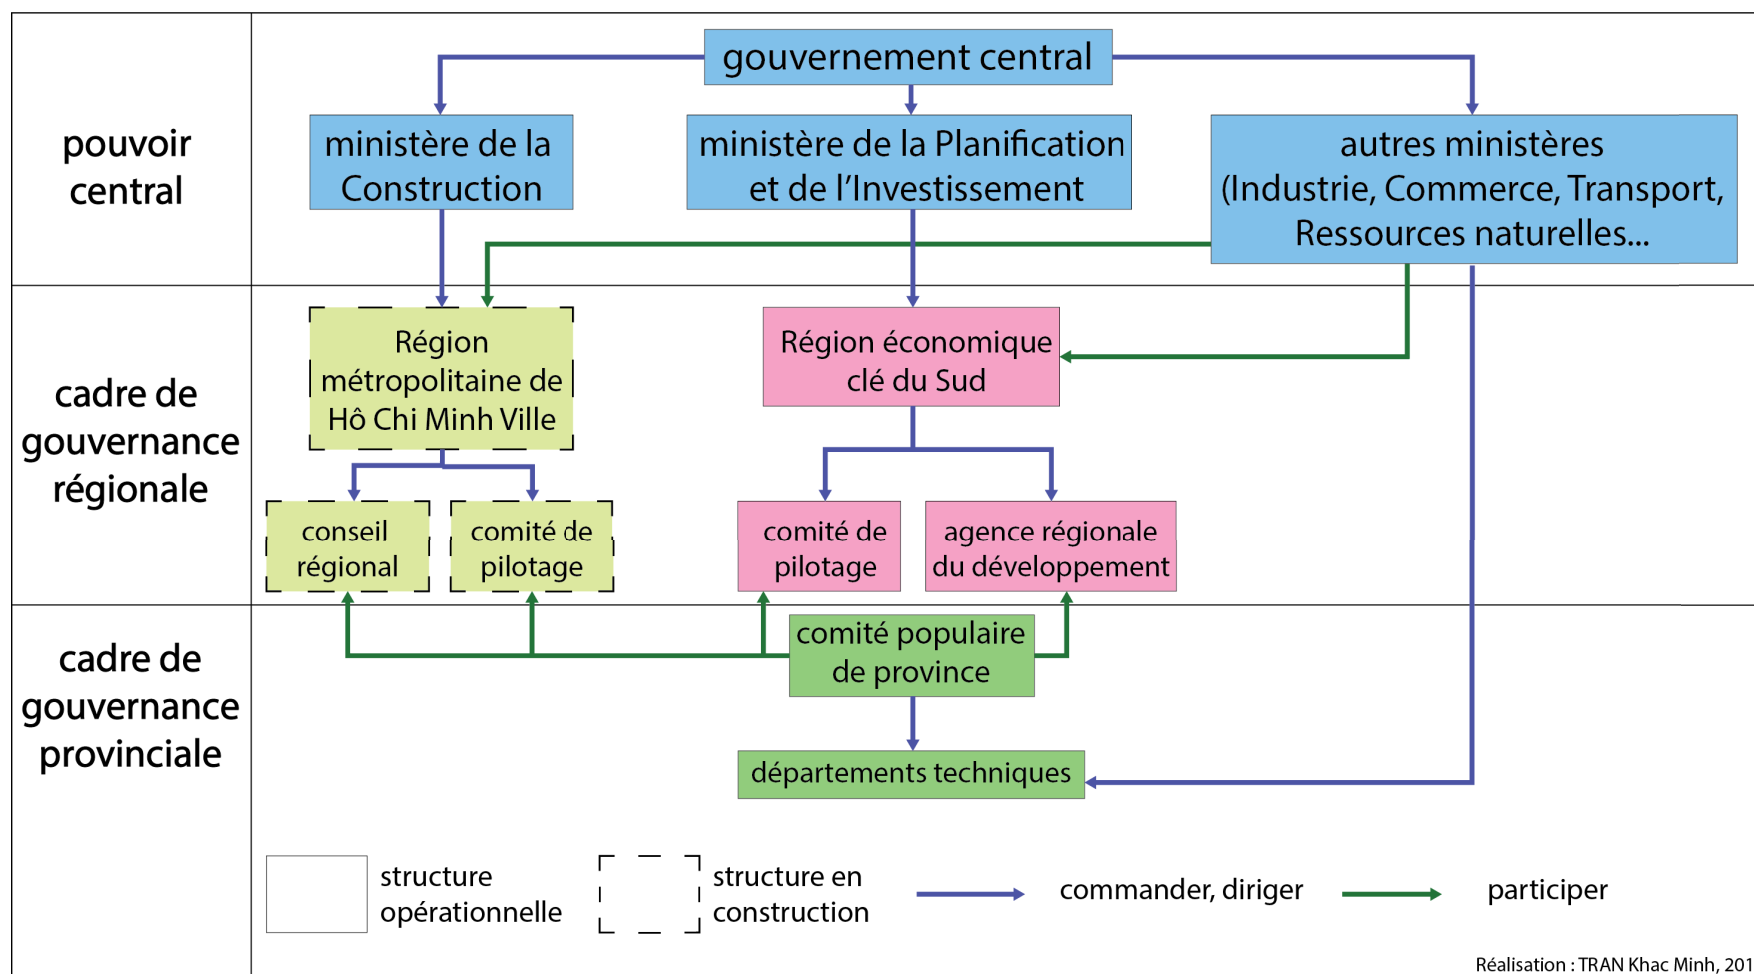 gouvernement central
pouvoir
central
ministère de la
Construction
ministère de la Planification
et de l'Investissement
autres ministères
(Industrie, Commerce, Transport,
Ressources naturelles...
cadre de
gouvernance
régionale
Région
métropolitaine de
Hô Chi Minh Ville
Région économique
clé du Sud
conseil
régional
comité de
pilotage
comité de
pilotage
agence régionale
du développement
cadre de
gouvernance
provinciale
comité populaire
de province
départements techniques
structure
opérationnelle
structure en
construction
commander, diriger
participer
Réalisation : TRAN Khac Minh, 201